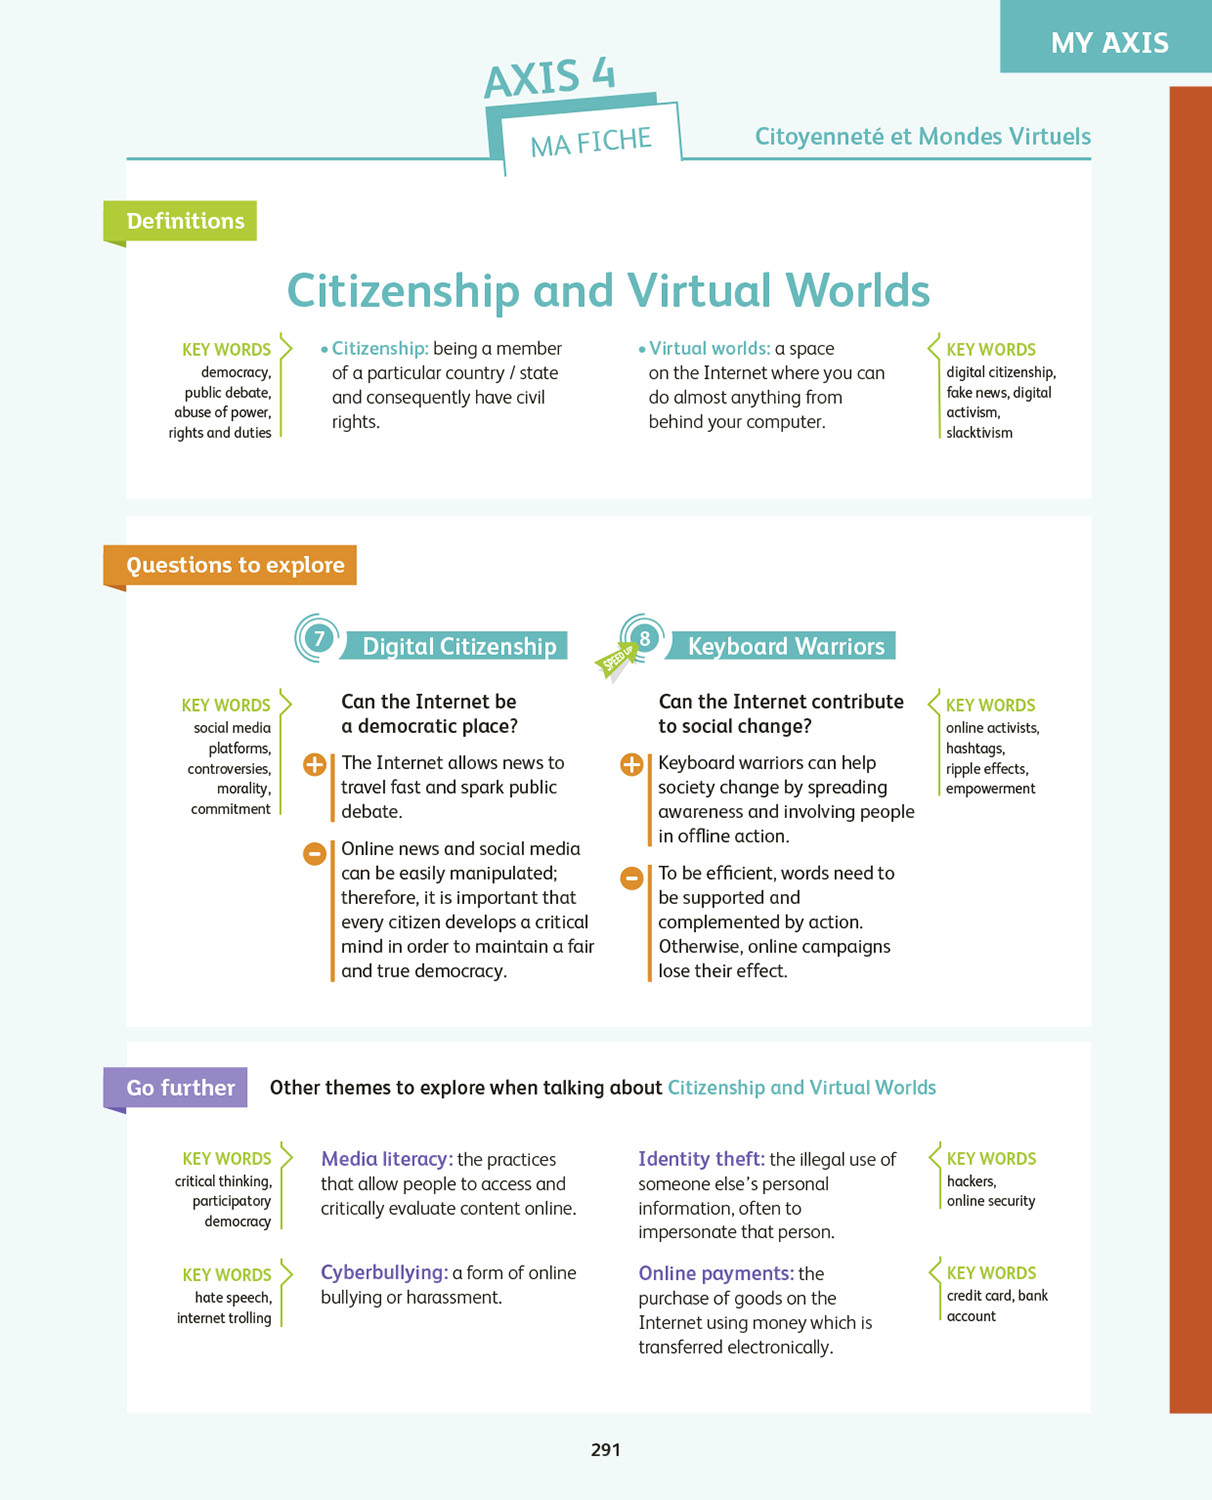 MY AXIS
AXIS 4
MA FICHE
Citoyenneté et Mondes Virtuels
Definitions
Citizenship and Virtual Worlds
KEY WORDS
democracy,
public debate,
abuse of power,
rights and duties
• Citizenship: being a member
of a particular country / state
and consequently have civil
rights.
• Virtual worlds: a space
on the Internet where you can
do almost anything from
behind your computer.
KEY WORDS
digital citizenship,
fake news, digital
activism,
slacktivism
Questions to explore
7 Digital Citizenship
KEY WORDS
social media
platforms,
controversies,
morality,
commitment
Can the Internet be
a democratic place?
+ The Internet allows news to
travel fast and spark public
debate.
- Online news and social media
can be easily manipulated;
therefore, it is important that
every citizen develops a critical
mind in order to maintain a fair
and true democracy.
SPEED UP
8 Keyboard Warriors
Can the Internet contribute
to social change?
+ Keyboard warriors can help
society change by spreading
awareness and involving people
in offline action.
- To be efficient, words need to
be supported and
complemented by action.
Otherwise, online campaigns
lose their effect.
KEY WORDS
online activists,
hashtags,
ripple effects,
empowerment
Go further
Other themes to explore when talking about Citizenship and Virtual Worlds
KEY WORDS
critical thinking,
participatory
democracy
Media literacy: the practices
that allow people to access and
critically evaluate content online.
Identity theft: the illegal use of
someone else's personal
information, often to
impersonate that person.
KEY WORDS
hackers,
online security
KEY WORDS
hate speech,
internet trolling
Cyberbullying: a form of online
bullying or harassment.
Online payments: the
purchase of goods on the
Internet using money which is
transferred electronically.
KEY WORDS
credit card, bank
account
291